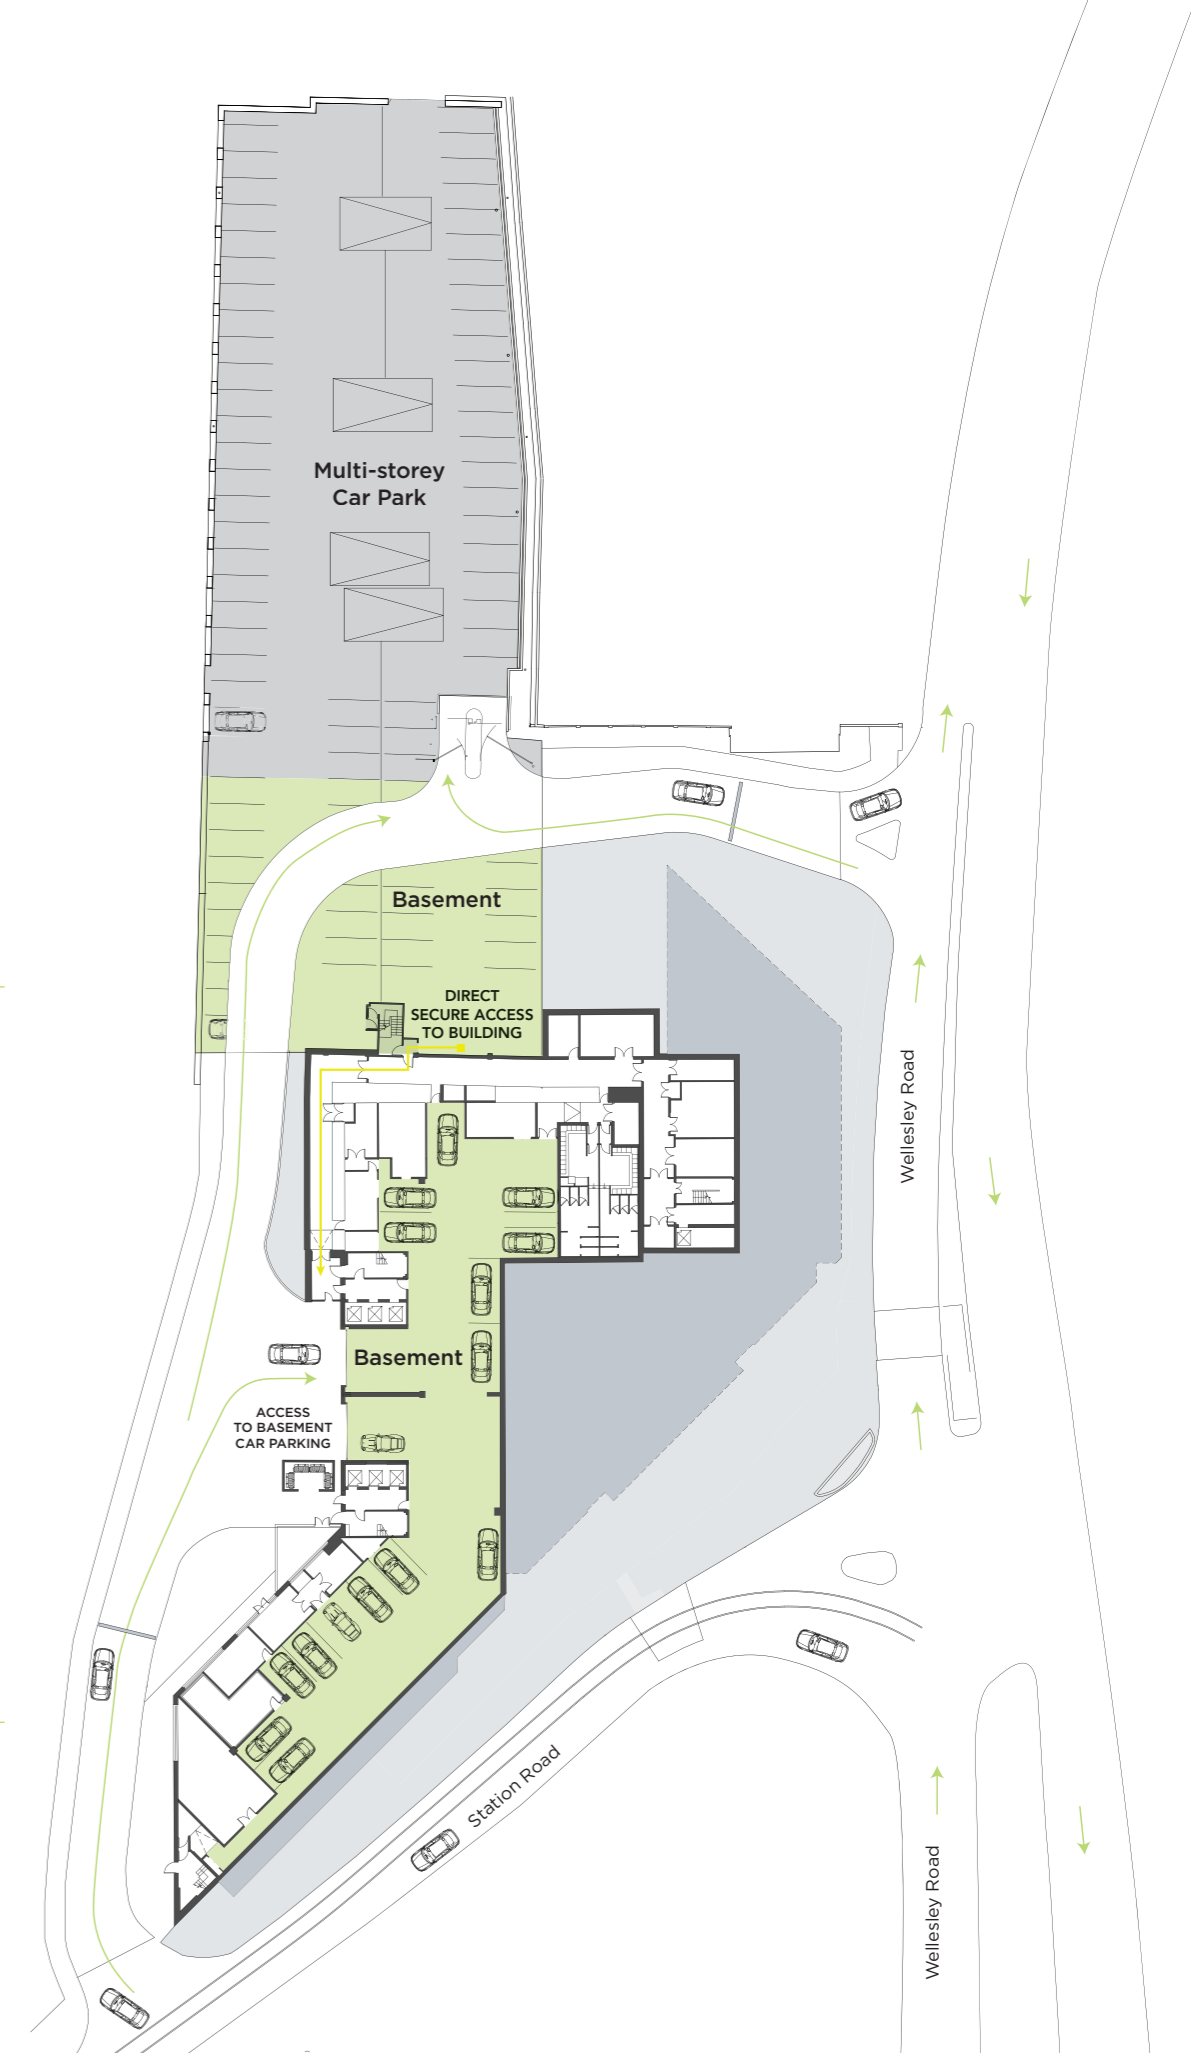 Multi-storey
Car Park
Basement
DIRECT
SECURE ACCESS
TO BUILDING
Wellesley Road
Basement
ACCESS
TO BASEMENT
CAR PARKING
Station Road
Wellesley Road